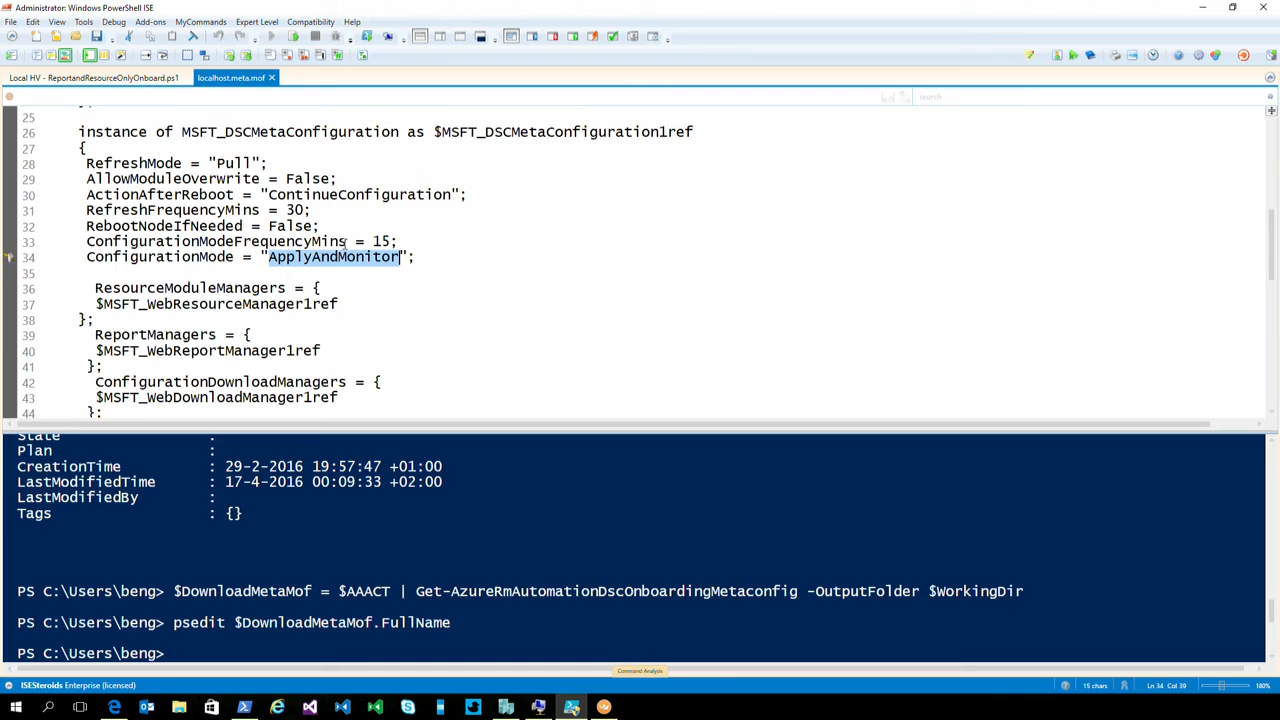 Administrator: Windows PowerShell ISE
File Edit View Tools Debug Add-ons MyCommands Expert Level Compatibility Help
Local HV - ReportandResourceOnlyOnboard.ps1 localhost.meta.mof
search
25
26 instance of MSFT_DSCMetaConfiguration as $MSFT_DSCMetaConfiguration1ref
27 {
28 RefreshMode = "Pull";
29 AllowModuleOverwrite = False;
30 ActionAfterReboot = "ContinueConfiguration";
31 RefreshFrequencyMins = 30;
32 RebootNodeIfNeeded = False;
33 ConfigurationModeFrequencyMins = 15;
34 ConfigurationMode = "ApplyAndMonitor";
35
36 ResourceModuleManagers = {
37 $MSFT_WebResourceManager1ref
38 };
39 ReportManagers = {
40 $MSFT_WebReportManager1ref
41 };
42 ConfigurationDownloadManagers = {
43 $MSFT_WebDownloadManager1ref
44 };
State :
Plan :
CreationTime : 29-2-2016 19:57:47 +01:00
LastModifiedTime : 17-4-2016 00:09:33 +02:00
LastModifiedBy :
Tags : {}
PS C:\Users\beng> $DownloadMetaMof = $AAACT | Get-AzureRmAutomationDscOnboardingMetaconfig -OutputFolder $WorkingDir
PS C:\Users\beng> psedit $DownloadMetaMof.FullName
PS C:\Users\beng>
Command Analysis
ISESteroids Enterprise (licensed) 15 chars Ln 34 Col 39 180%